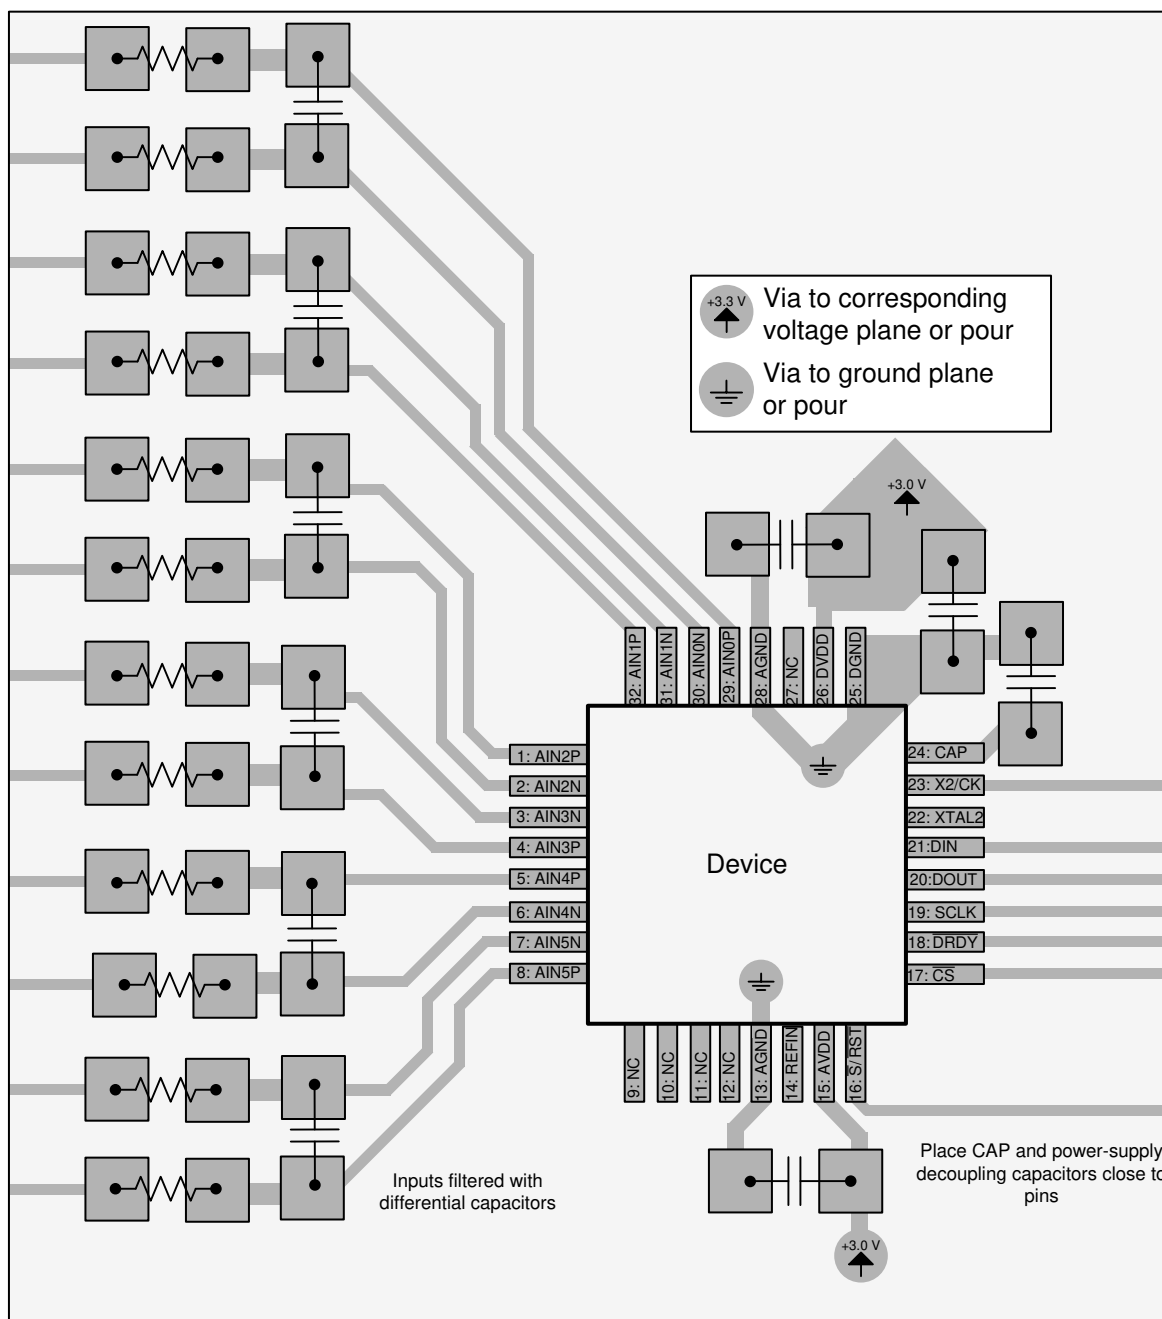 +3.3 V
Via to corresponding
voltage plane or pour
Via to ground plane
or pour
+3.0 V
32: AIN1P
31: AIN1N
30: AIN0N
29: AIN0P
28: AGND
27: NC
26: DVDD
25: DGND
1: AIN2P
2: AIN2N
3: AIN3N
4: AIN3P
5: AIN4P
6: AIN4N
7: AIN5N
8: AIN5P
Device
24: CAP
23: X2/CK
22: XTAL2
21:DIN
20:DOUT
19: SCLK
18: DRDY
17: CS
9: NC
10: NC
11: NC
12: NC
13: AGND
14: REFIN
15: AVDD
16: S/RST
Inputs filtered with
differential capacitors
Place CAP and power-supply
decoupling capacitors close to
pins
+3.0 V